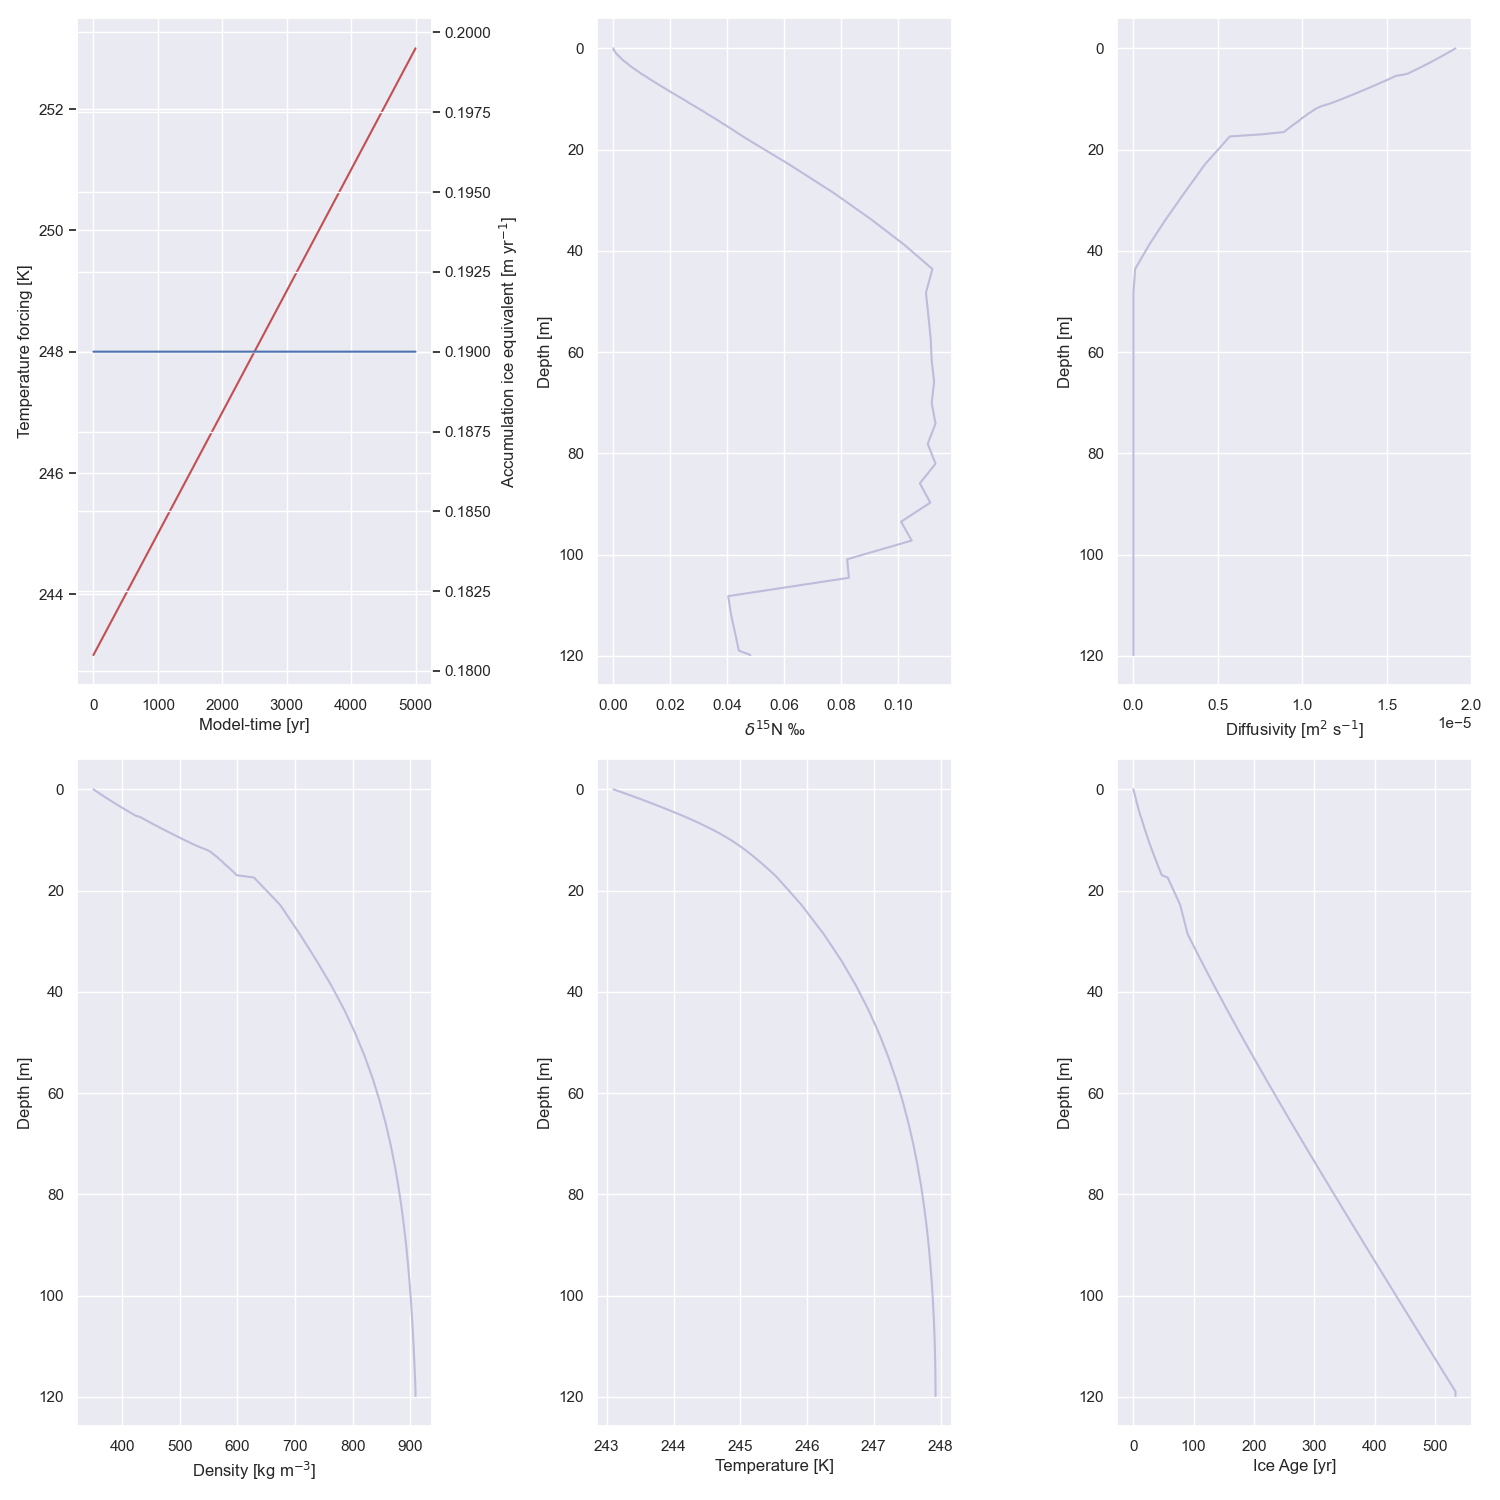 Temperature forcing [K]
252
250
248
246
244
0 1000 2000 3000 4000 5000
Model-time [yr]
0.2000
0.1975
0.1950
0.1925
0.1900
0.1875
0.1850
0.1825
0.1800
Accumulation ice equivalent [m yr⁻¹]
Depth [m]
0
20
40
60
80
100
120
0.00 0.02 0.04 0.06 0.08 0.10
δ¹⁵N ‰
Depth [m]
0
20
40
60
80
100
120
0.0 0.5 1.0 1.5 2.0
1e−5
Diffusivity [m² s⁻¹]
Depth [m]
0
20
40
60
80
100
120
400 500 600 700 800 900
Density [kg m⁻³]
Depth [m]
0
20
40
60
80
100
120
243 244 245 246 247 248
Temperature [K]
Depth [m]
0
20
40
60
80
100
120
0 100 200 300 400 500
Ice Age [yr]